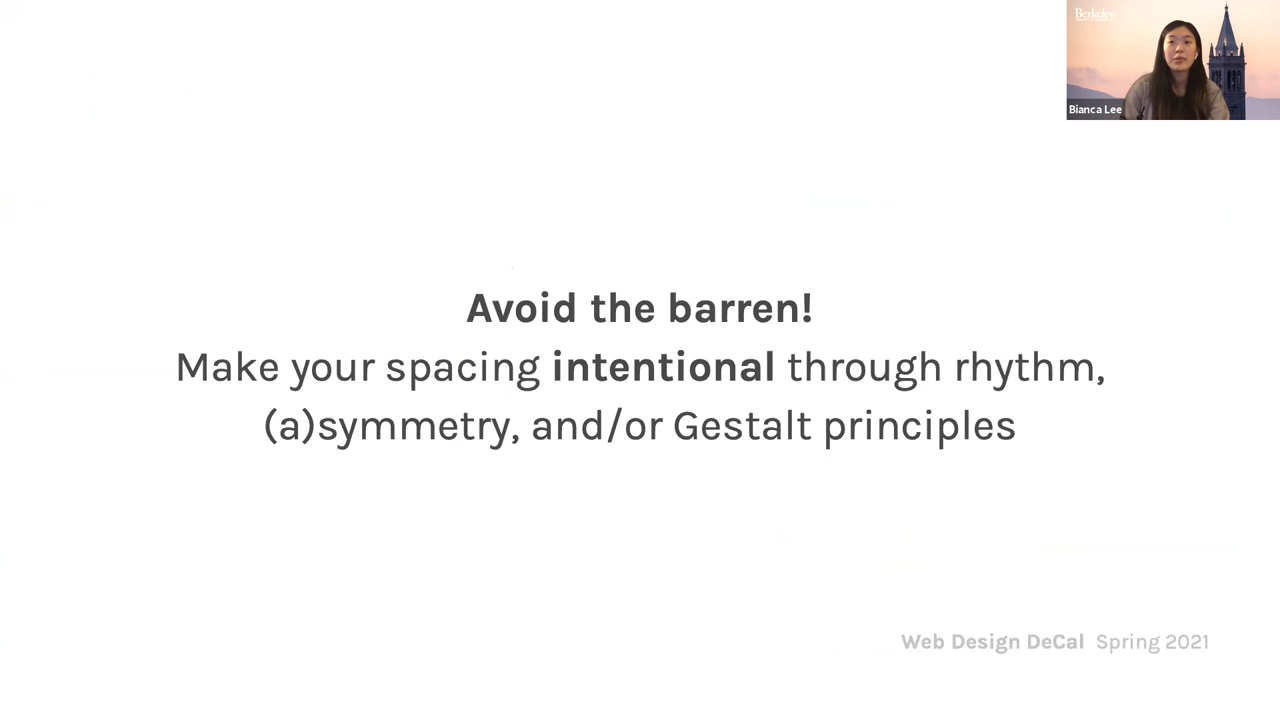 Berkeley
Bianca Lee
Avoid the barren!
Make your spacing intentional through rhythm,
(a)symmetry, and/or Gestalt principles
Web Design DeCal Spring 2021